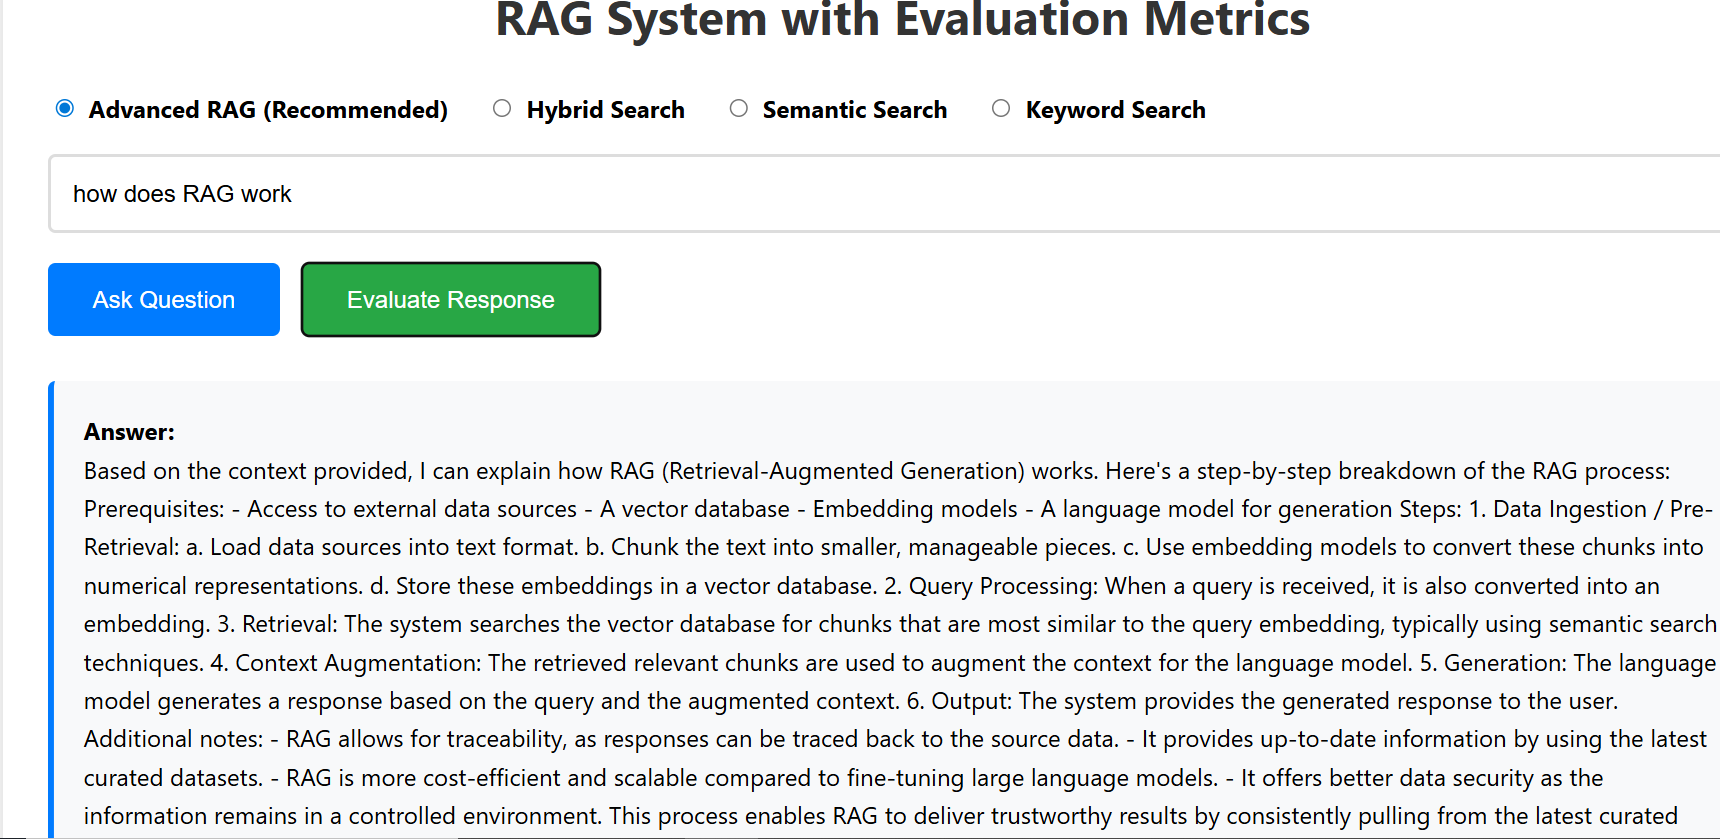 RAG System with Evaluation Metrics
Advanced RAG (Recommended) Hybrid Search Semantic Search Keyword Search
how does RAG work
Ask Question Evaluate Response
Answer:
Based on the context provided, I can explain how RAG (Retrieval-Augmented Generation) works. Here's a step-by-step breakdown of the RAG process:
Prerequisites: - Access to external data sources - A vector database - Embedding models - A language model for generation Steps: 1. Data Ingestion / Pre-
Retrieval: a. Load data sources into text format. b. Chunk the text into smaller, manageable pieces. c. Use embedding models to convert these chunks into
numerical representations. d. Store these embeddings in a vector database. 2. Query Processing: When a query is received, it is also converted into an
embedding. 3. Retrieval: The system searches the vector database for chunks that are most similar to the query embedding, typically using semantic search
techniques. 4. Context Augmentation: The retrieved relevant chunks are used to augment the context for the language model. 5. Generation: The language
model generates a response based on the query and the augmented context. 6. Output: The system provides the generated response to the user.
Additional notes: - RAG allows for traceability, as responses can be traced back to the source data. - It provides up-to-date information by using the latest
curated datasets. - RAG is more cost-efficient and scalable compared to fine-tuning large language models. - It offers better data security as the
information remains in a controlled environment. This process enables RAG to deliver trustworthy results by consistently pulling from the latest curated